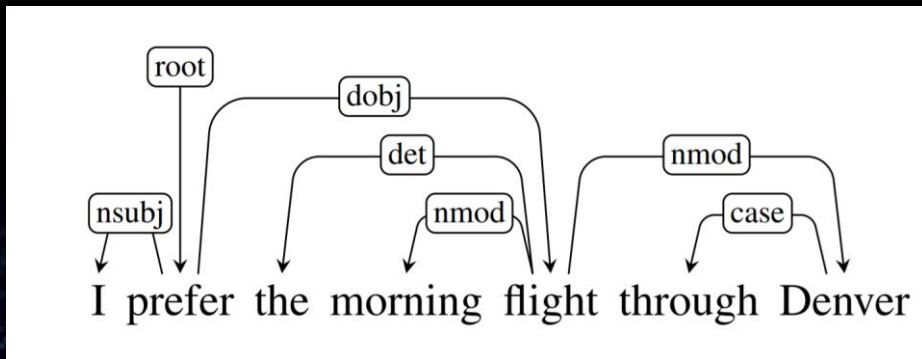 root
dobj
det
nmod
nsubj
nmod
case
I prefer the morning flight through Denver